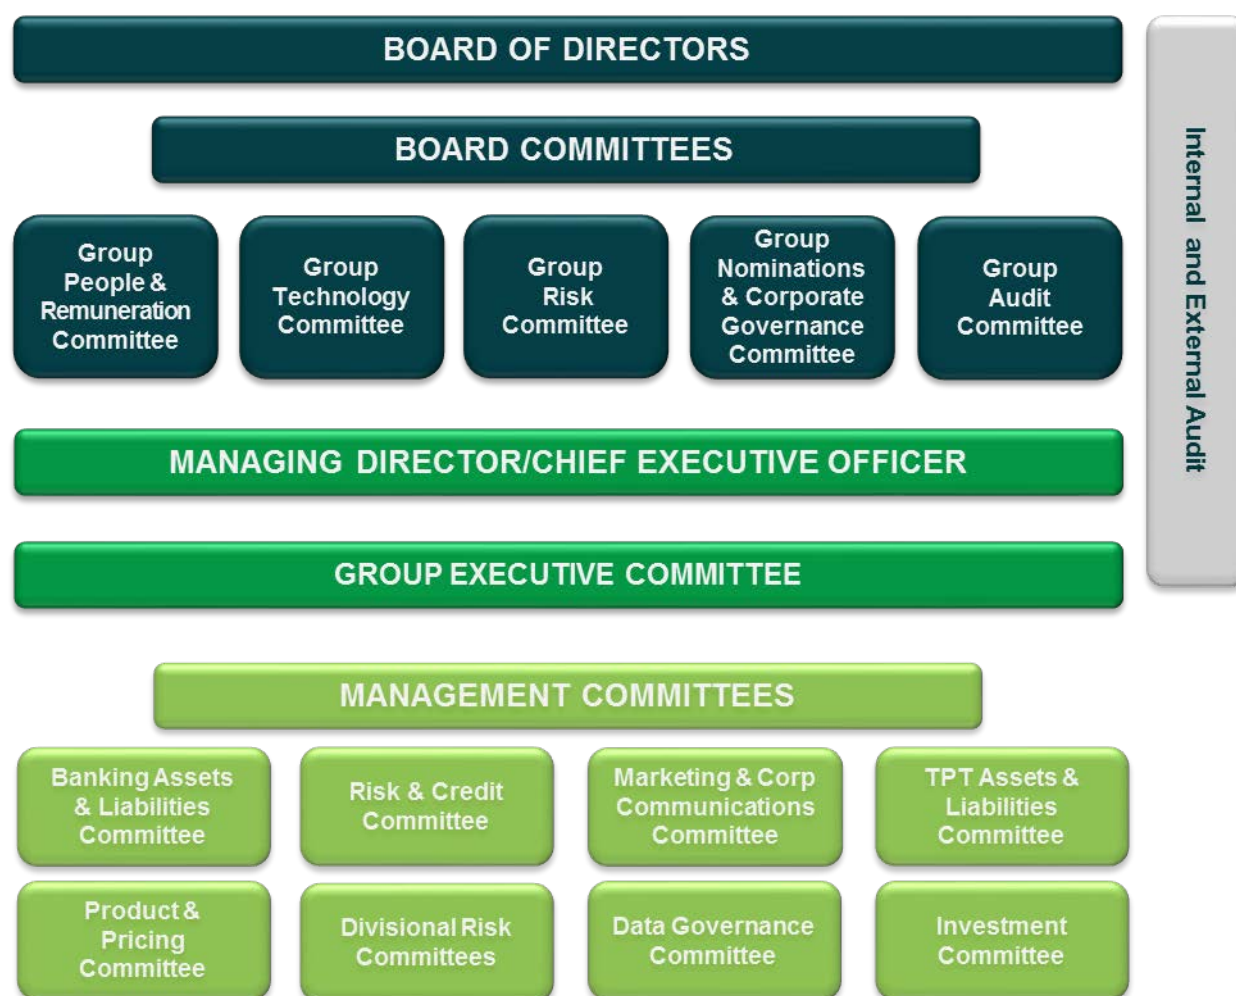 BOARD OF DIRECTORS
BOARD COMMITTEES
Group
People &
Remuneration
Committee
Group
Technology
Committee
Group
Risk
Committee
Group
Nominations
& Corporate
Governance
Committee
Group
Audit
Committee
MANAGING DIRECTOR/CHIEF EXECUTIVE OFFICER
GROUP EXECUTIVE COMMITTEE
MANAGEMENT COMMITTEES
Banking Assets
& Liabilities
Committee
Risk & Credit
Committee
Marketing & Corp
Communications
Committee
TPT Assets &
Liabilities
Committee
Product &
Pricing
Committee
Divisional Risk
Committees
Data Governance
Committee
Investment
Committee
Internal and External Audit